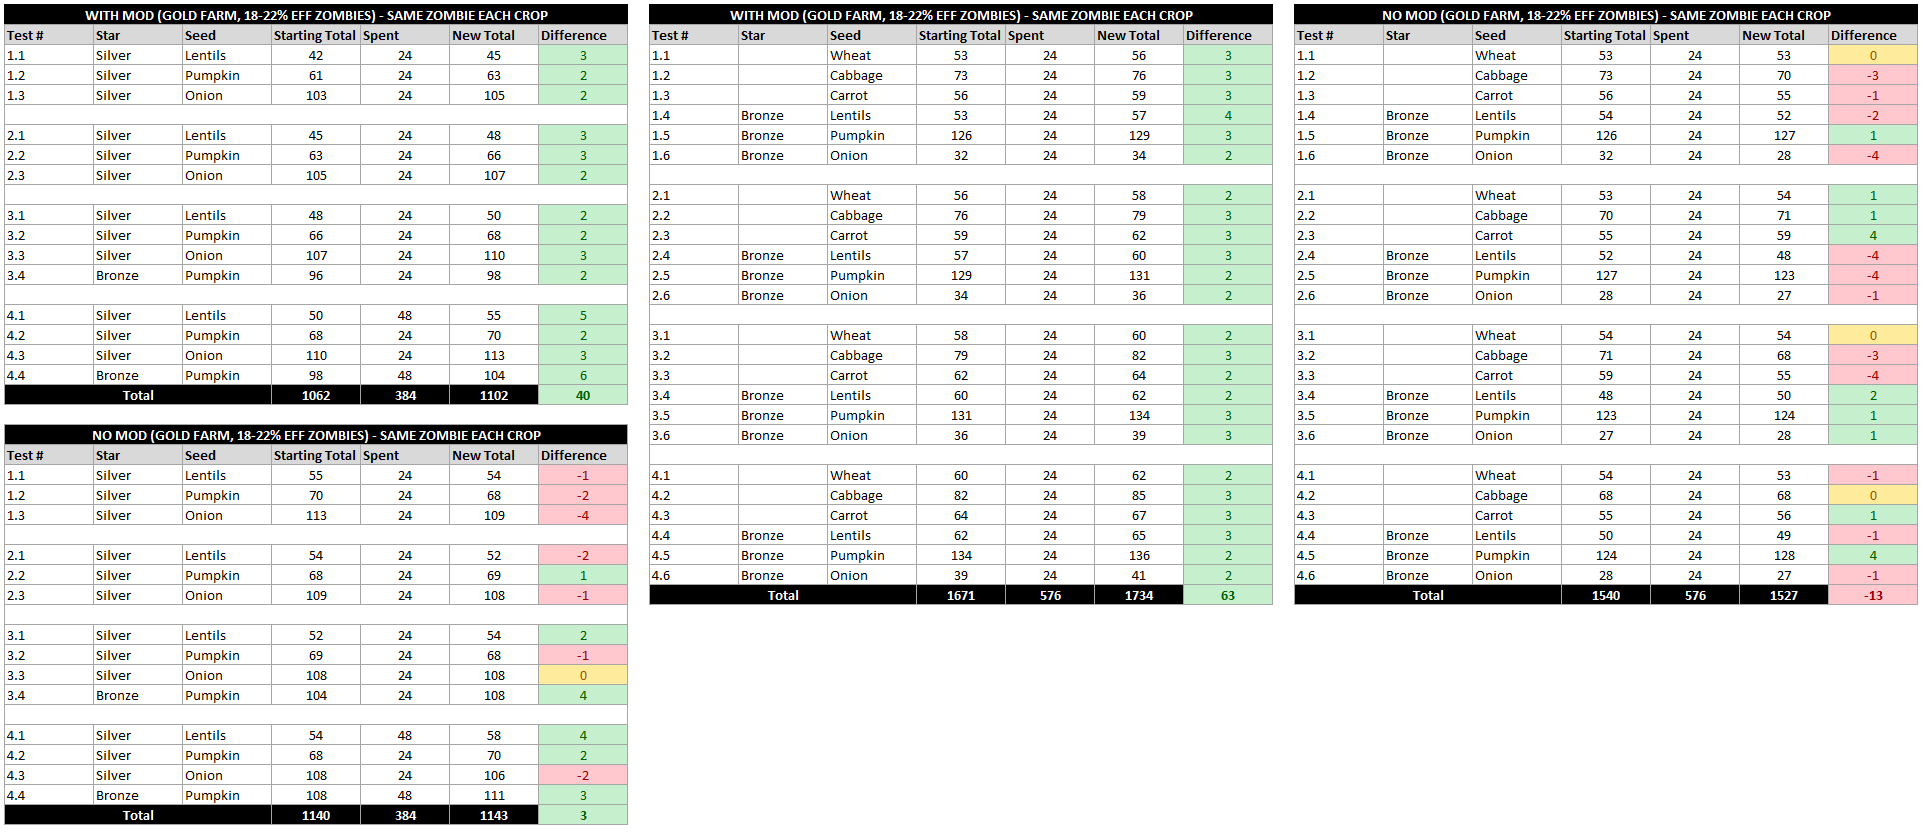 WITH MOD (GOLD FARM, 18-22% EFF ZOMBIES) - SAME ZOMBIE EACH CROP
Test # Star Seed Starting Total Spent New Total Difference
1.1 Silver Lentils 42 24 45 3
1.2 Silver Pumpkin 61 24 63 2
1.3 Silver Onion 103 24 105 2
2.1 Silver Lentils 45 24 48 3
2.2 Silver Pumpkin 63 24 66 3
2.3 Silver Onion 105 24 107 2
3.1 Silver Lentils 48 24 50 2
3.2 Silver Pumpkin 66 24 68 2
3.3 Silver Onion 107 24 110 3
3.4 Bronze Pumpkin 96 24 98 2
4.1 Silver Lentils 50 48 55 5
4.2 Silver Pumpkin 68 24 70 2
4.3 Silver Onion 110 24 113 3
4.4 Bronze Pumpkin 98 48 104 6
Total 1062 384 1102 40
NO MOD (GOLD FARM, 18-22% EFF ZOMBIES) - SAME ZOMBIE EACH CROP
Test # Star Seed Starting Total Spent New Total Difference
1.1 Silver Lentils 55 24 54 -1
1.2 Silver Pumpkin 70 24 68 -2
1.3 Silver Onion 113 24 109 -4
2.1 Silver Lentils 54 24 52 -2
2.2 Silver Pumpkin 68 24 69 1
2.3 Silver Onion 109 24 108 -1
3.1 Silver Lentils 52 24 54 2
3.2 Silver Pumpkin 69 24 68 -1
3.3 Silver Onion 108 24 108 0
3.4 Bronze Pumpkin 104 24 108 4
4.1 Silver Lentils 54 48 58 4
4.2 Silver Pumpkin 68 24 70 2
4.3 Silver Onion 108 24 106 -2
4.4 Bronze Pumpkin 108 48 111 3
Total 1140 384 1143 3
WITH MOD (GOLD FARM, 18-22% EFF ZOMBIES) - SAME ZOMBIE EACH CROP
Test # Star Seed Starting Total Spent New Total Difference
1.1 Wheat 53 24 56 3
1.2 Cabbage 73 24 76 3
1.3 Carrot 56 24 59 3
1.4 Bronze Lentils 53 24 57 4
1.5 Bronze Pumpkin 126 24 129 3
1.6 Bronze Onion 32 24 34 2
2.1 Wheat 56 24 58 2
2.2 Cabbage 76 24 79 3
2.3 Carrot 59 24 62 3
2.4 Bronze Lentils 57 24 60 3
2.5 Bronze Pumpkin 129 24 131 2
2.6 Bronze Onion 34 24 36 2
3.1 Wheat 58 24 60 2
3.2 Cabbage 79 24 82 3
3.3 Carrot 62 24 64 2
3.4 Bronze Lentils 60 24 62 2
3.5 Bronze Pumpkin 131 24 134 3
3.6 Bronze Onion 36 24 39 3
4.1 Wheat 60 24 62 2
4.2 Cabbage 82 24 85 3
4.3 Carrot 64 24 67 3
4.4 Bronze Lentils 62 24 65 3
4.5 Bronze Pumpkin 134 24 136 2
4.6 Bronze Onion 39 24 41 2
Total 1671 576 1734 63
NO MOD (GOLD FARM, 18-22% EFF ZOMBIES) - SAME ZOMBIE EACH CROP
Test # Star Seed Starting Total Spent New Total Difference
1.1 Wheat 53 24 53 0
1.2 Cabbage 73 24 70 -3
1.3 Carrot 56 24 55 -1
1.4 Bronze Lentils 54 24 52 -2
1.5 Bronze Pumpkin 126 24 127 1
1.6 Bronze Onion 32 24 28 -4
2.1 Wheat 53 24 54 1
2.2 Cabbage 70 24 71 1
2.3 Carrot 55 24 59 4
2.4 Bronze Lentils 52 24 48 -4
2.5 Bronze Pumpkin 127 24 123 -4
2.6 Bronze Onion 28 24 27 -1
3.1 Wheat 54 24 54 0
3.2 Cabbage 71 24 68 -3
3.3 Carrot 59 24 55 -4
3.4 Bronze Lentils 48 24 50 2
3.5 Bronze Pumpkin 123 24 124 1
3.6 Bronze Onion 27 24 28 1
4.1 Wheat 54 24 53 -1
4.2 Cabbage 68 24 68 0
4.3 Carrot 55 24 56 1
4.4 Bronze Lentils 50 24 49 -1
4.5 Bronze Pumpkin 124 24 128 4
4.6 Bronze Onion 28 24 27 -1
Total 1540 576 1527 -13